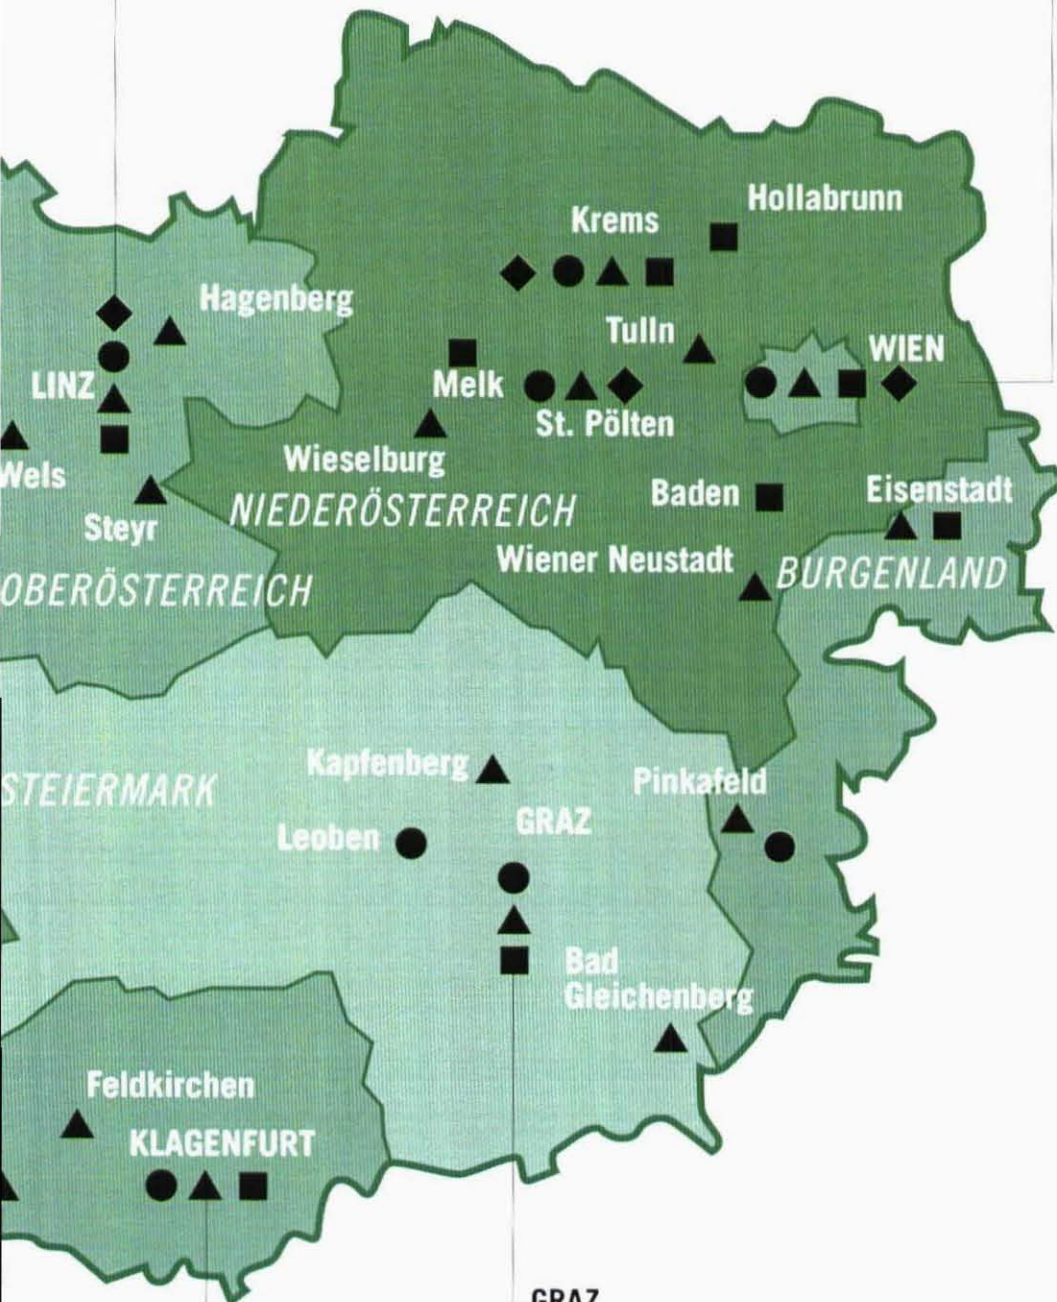 Hollabrunn
Krems
Hagenberg
Tulln
WIEN
LINZ
Melk
St. Pölten
Wieselburg
Wels
Baden
Eisenstadt
NIEDERÖSTERREICH
Steyr
Wiener Neustadt
BURGENLAND
OBERÖSTERREICH
Kapfenberg
Pinkafeld
STEIERMARK
GRAZ
Leoben
Bad
Gleichenberg
Feldkirchen
KLAGENFURT
GRAZ